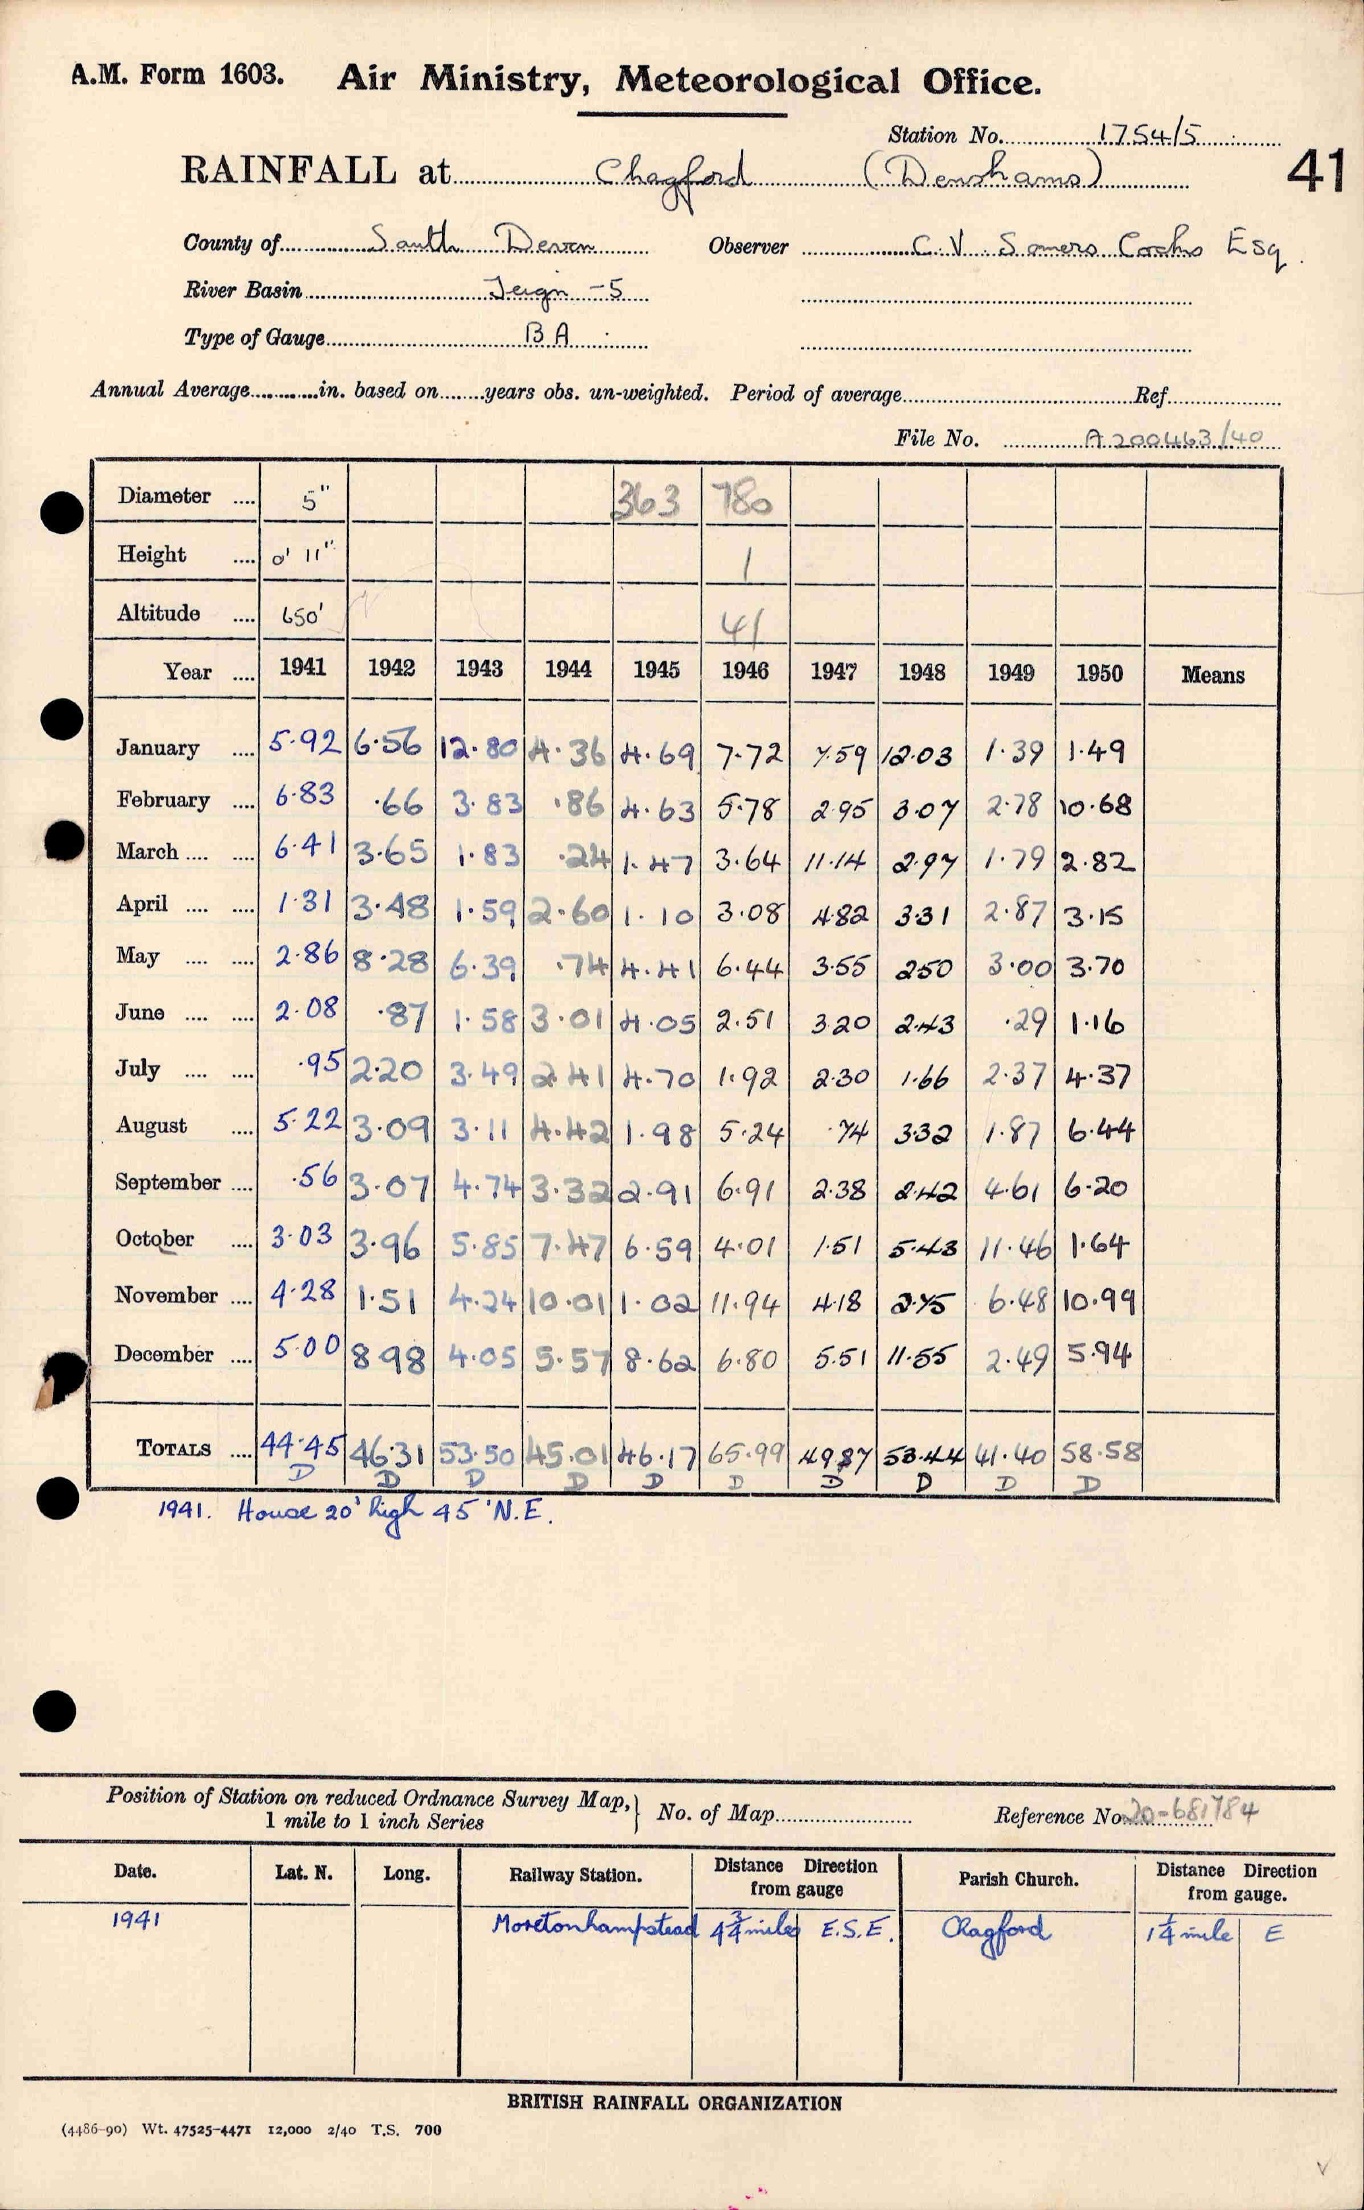 A.M. Form 1603. Air Ministry, Meteorological Office.
Station No. 1754/5
RAINFALL at Chagford (Denshams) 41
County of South Devon Observer C. V. Somers Cocks Esq.
River Basin Teign -5
Type of Gauge BA
Annual Average in. based on years obs. un-weighted. Period of average Ref
File No. A200463/40
Diameter 5" 363 780
Height 0' 11" 1
Altitude 650' 41
Year 1941 1942 1943 1944 1945 1946 1947 1948 1949 1950 Means
January 5.92 6.56 12.80 4.36 4.69 7.72 7.59 12.03 1.39 1.49
February 6.83 .66 3.83 .86 4.63 5.78 2.95 3.07 2.78 10.68
March 6.41 3.65 1.83 .24 1.47 3.64 11.14 2.97 1.79 2.82
April 1.31 3.48 1.59 2.60 1.10 3.08 4.82 3.31 2.87 3.15
May 2.86 8.28 6.39 .74 4.41 6.44 3.55 2.50 3.00 3.70
June 2.08 .87 1.58 3.01 4.05 2.51 3.20 2.43 .29 1.16
July .95 2.20 3.49 2.41 4.70 1.92 2.30 1.66 2.37 4.37
August 5.22 3.09 3.11 4.42 1.98 5.24 .74 3.32 1.87 6.44
September .56 3.07 4.74 3.32 2.91 6.91 2.38 2.42 4.61 6.20
October 3.03 3.96 5.85 7.47 6.59 4.01 1.51 5.43 11.46 1.64
November 4.28 1.51 4.24 10.01 1.02 11.94 4.18 2.75 6.48 10.99
December 5.00 8.98 4.05 5.57 8.62 6.80 5.51 11.55 2.49 5.94
TOTALS 44.45 46.31 53.50 45.01 46.17 65.99 49.87 53.44 41.40 58.58
D D D D D D D D D D
1941. House 20' high 45' N.E.
Position of Station on reduced Ordnance Survey Map, 1 mile to 1 inch Series } No. of Map Reference No. 20-681784
Date. Lat. N. Long. Railway Station. Distance Direction from gauge Parish Church. Distance Direction from gauge.
1941 Moretonhampstead 4¾ miles E.S.E. Chagford 1¼ mile E
BRITISH RAINFALL ORGANIZATION
(4486-90) Wt. 47525-4471 12,000 2/40 T.S. 700